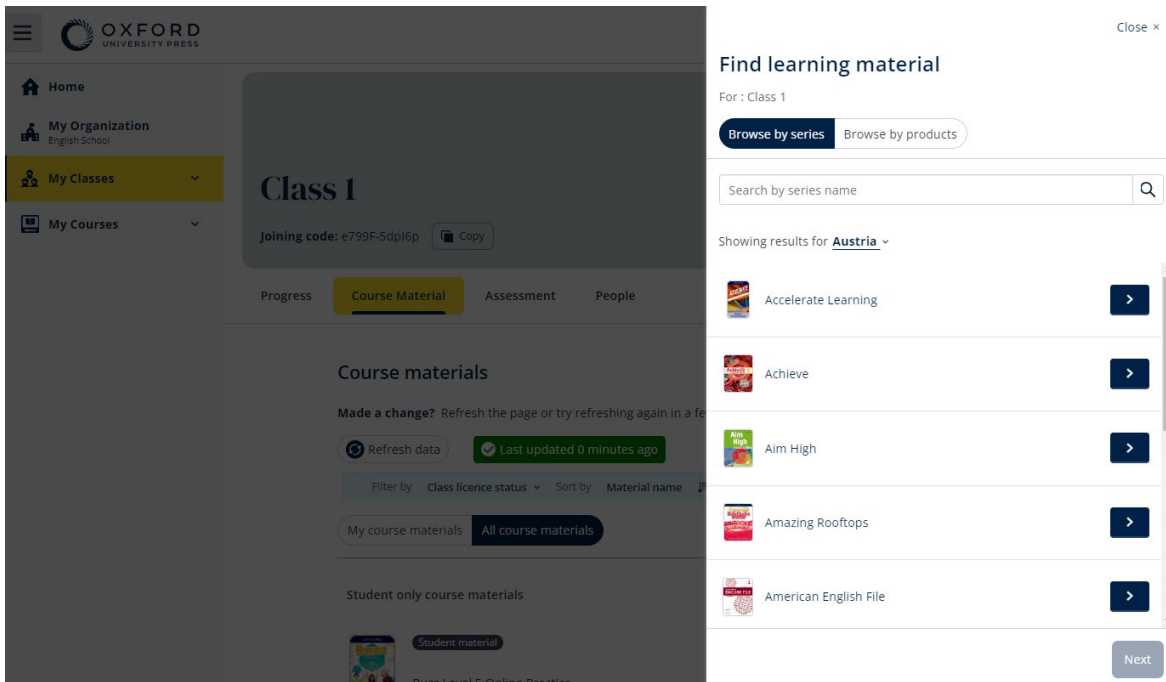 OXFORD
UNIVERSITY PRESS
Home
My Organization
English School
My Classes
My Courses
Class 1
Joining code: e799F-5dpI6p
Copy
Progress
Course Material
Assessment
People
Course materials
Made a change? Refresh the page or try refreshing again in a fe
Refresh data
Last updated 0 minutes ago
Filter by Class licence status Sort by Material name
My course materials
All course materials
Student only course materials
Student material
Close ×
Find learning material
For : Class 1
Browse by series
Browse by products
Search by series name
Showing results for Austria
Accelerate Learning
Achieve
Aim High
Amazing Rooftops
American English File
Next